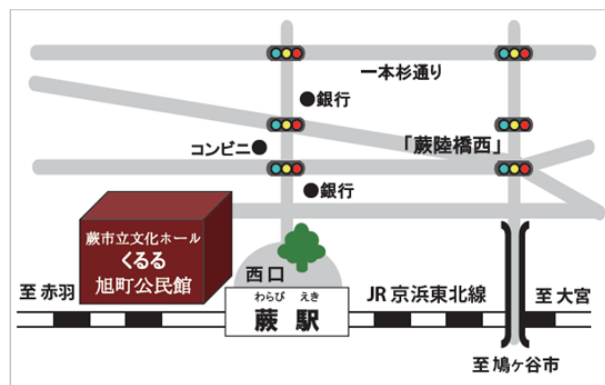 一本杉通り
●銀行
コンビニ●
「蕨陸橋西」
●銀行
蕨市立文化ホール
くるる
旭町公民館
西口
至 赤羽
わらび えき
蕨 駅
JR 京浜東北線
至 大宮
至 鳩ヶ谷市